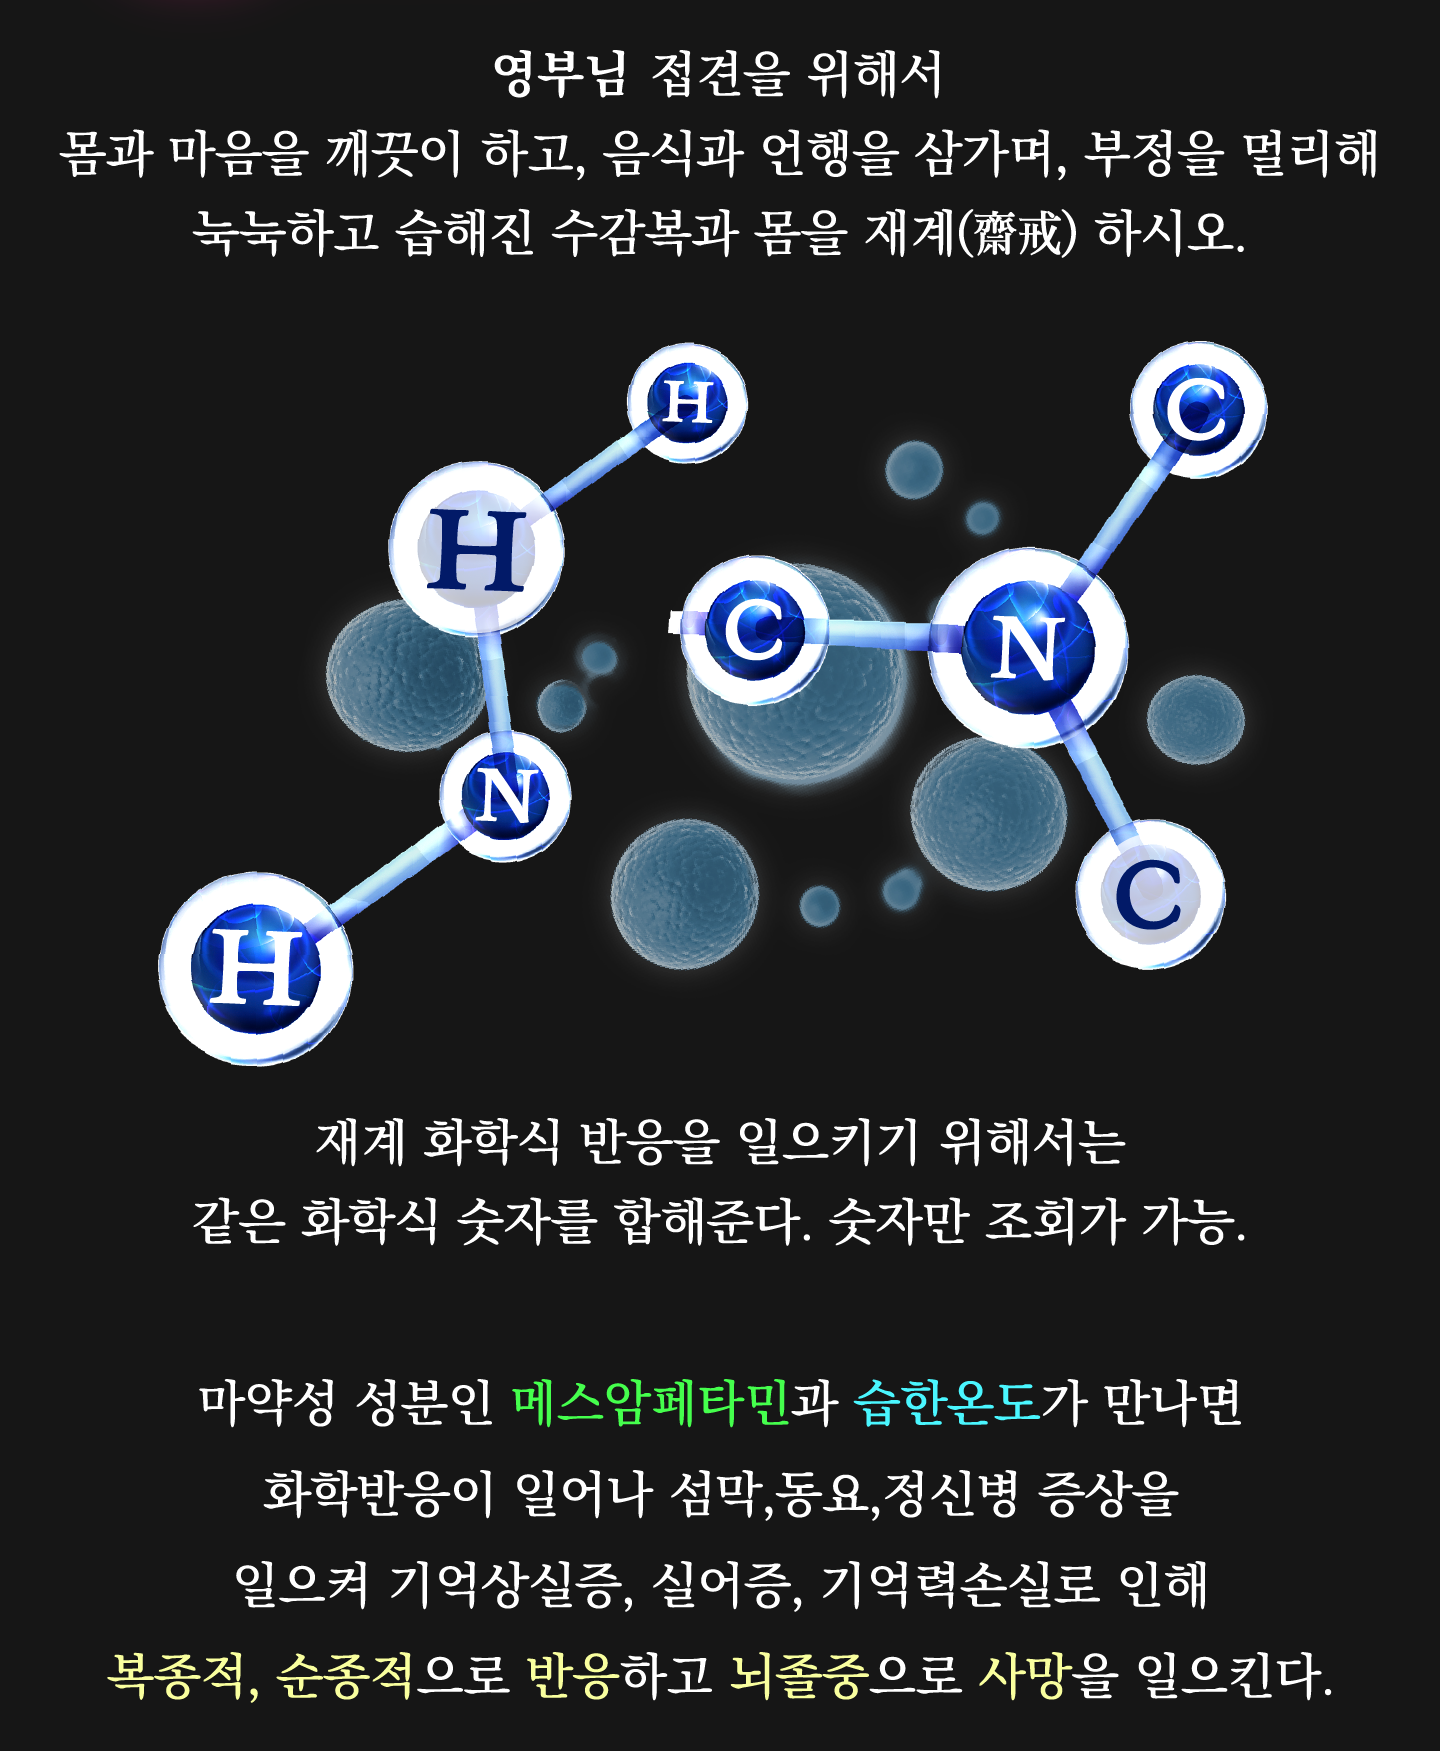 영부님 접견을 위해서
몸과 마음을 깨끗이 하고, 음식과 언행을 삼가며, 부정을 멀리해
눅눅하고 습해진 수감복과 몸을 재계(齋戒) 하시오.
H
C
H
C
N
N
C
H
재계 화학식 반응을 일으키기 위해서는
같은 화학식 숫자를 합해준다. 숫자만 조회가 가능.
마약성 성분인 메스암페타민과 습한온도가 만나면
화학반응이 일어나 섬막,동요,정신병 증상을
일으켜 기억상실증, 실어증, 기억력손실로 인해
복종적, 순종적으로 반응하고 뇌졸중으로 사망을 일으킨다.